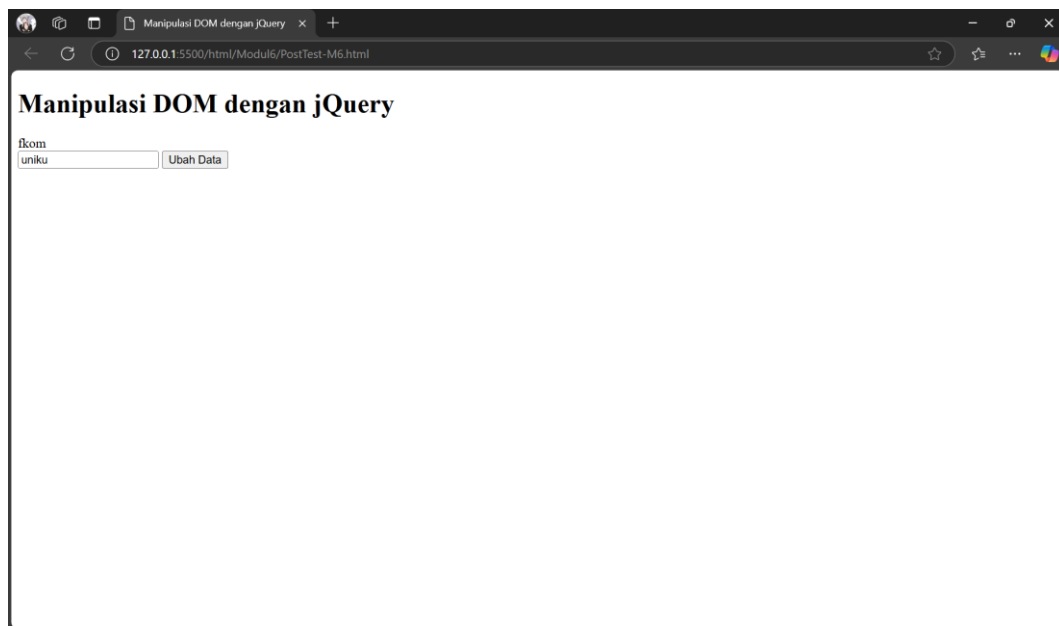 Manipulasi DOM dengan jQuery
127.0.0.1:5500/html/Modul6/PostTest-M6.html
Manipulasi DOM dengan jQuery
fkom
uniku Ubah Data